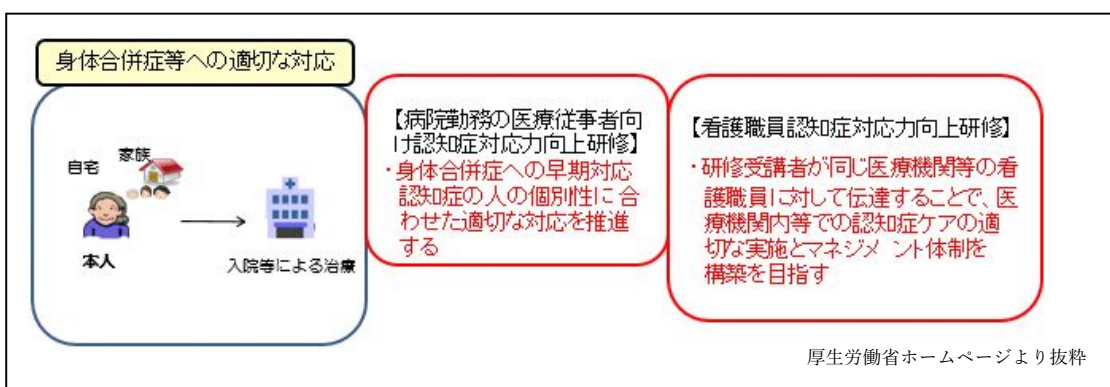 身体合併症等への適切な対応
自宅
家族
本人
入院等による治療
【病院勤務の医療従事者向
け認知症対応力向上研修】
・身体合併症への早期対応
認知症の人の個別性に合
わせた適切な対応を推進
する
【看護職員認知症対応力向上研修】
・研修受講者が同じ医療機関等の看
護職員に対して伝達することで、医
療機関内等での認知症ケアの適
切な実施とマネジメント体制を
構築を目指す
厚生労働省ホームページより抜粋